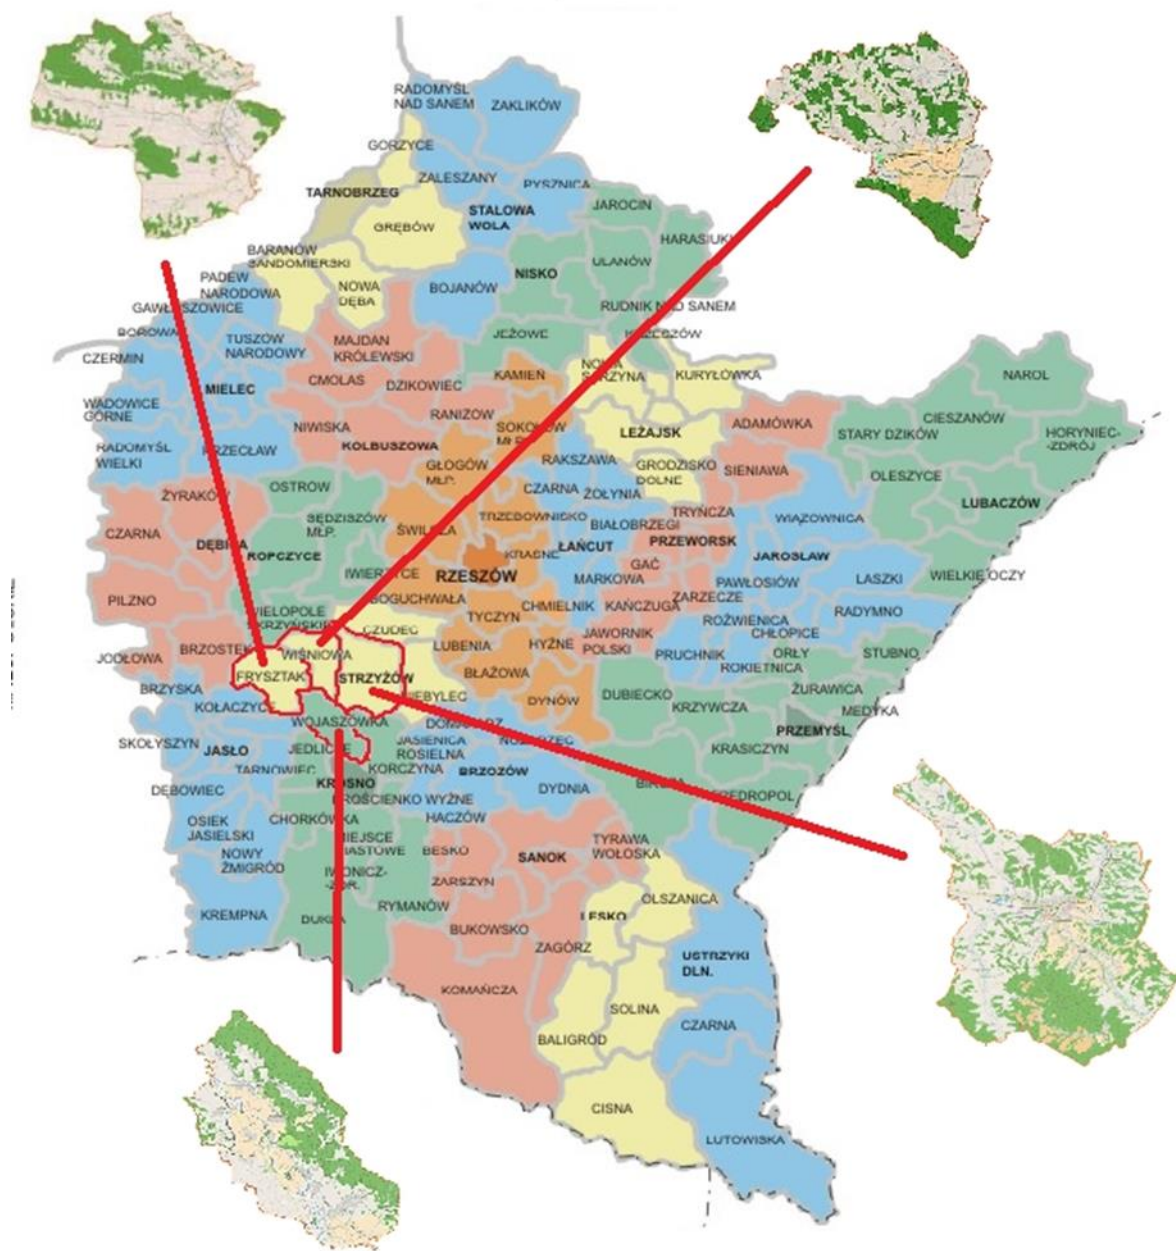 RADOMYŚL
NAD SANEM
ZAKLIKÓW
GORZYCE
ZALESZANY
PYSZNICA
TARNOBRZEG
STALOWA
WOLA
JAROCIN
GRĘBÓW
HARASIUKI
BARANÓW
SANDOMIERSKI
ULANÓW
NISKO
PADEW
NARODOWA
NOWA
DĘBA
BOJANÓW
RUDNIK NAD SANEM
BOROWA
TUSZÓW
NARODOWY
MAJDAN
KRÓLEWSKI
JEŻOWE
CZERMIN
KAMIEŃ
KURYŁÓWKA
NAROL
MIELEC
CMOLAS
DZIKOWIEC
WADOWICE
GÓRNE
RANIŻÓW
CIESZANÓW
NIWISKA
KOLBUSZOWA
LEŻAJSK
ADAMÓWKA
STARY DZIKÓW
HORYNIEC-
-ZDRÓJ
RADOMYŚL
WIELKI
GŁOGÓW
MŁP.
RAKSZAWA
GRODZISKO
DOLNE
SIENIAWA
OLESZYCE
OSTRÓW
CZARNA
ŻOŁYNIA
LUBACZÓW
ŻYRAKÓW
SĘDZISZÓW
MŁP.
TRZEBOWNISKO
BIAŁOBRZEGI
TRYŃCZA
WIĄZOWNICA
CZARNA
DĘBICA
ROPCZYCE
KRASNE
ŁAŃCUT
PRZEWORSK
JAROSŁAW
IWIERZYCE
RZESZÓW
MARKOWA
GAĆ
PAWŁOSIÓW
LASZKI
WIELKIE OCZY
PILZNO
BOGUCHWAŁA
CHMIELNIK
KAŃCZUGA
ZARZECZE
RADYMNO
TYCZYN
ROŹWIENICA
CHŁOPICE
CZUDEC
JODŁOWA
BRZOSTEK
WIŚNIOWA
LUBENIA
HYŻNE
JAWORNIK
POLSKI
PRUCHNIK
ORŁY
ROKIETNICA
STUBNO
FRYSZTAK
STRZYŻÓW
BŁAŻOWA
BRZYSKA
NIEBYLEC
DYNÓW
DUBIECKO
ŻURAWICA
KOŁACZYCE
KRZYWCZA
MEDYKA
WOJASZÓWKA
PRZEMYŚL
SKOŁYSZYN
JASŁO
JEDLICZE
JASIENICA
ROSIELNA
KRASICZYN
TARNOWIEC
KORCZYNA
BRZOZÓW
DĘBOWIEC
KROSNO
DYDNIA
OSIEK
JASIELSKI
CHORKÓWKA
HACZÓW
NOWY
ŻMIGRÓD
BESKO
SANOK
TYRAWA
WOŁOSKA
ZARSZYN
KREMPNA
RYMANÓW
OLSZANICA
LESKO
DUKLA
BUKOWSKO
ZAGÓRZ
USTRZYKI
DLN.
KOMAŃCZA
SOLINA
CZARNA
BALIGRÓD
CISNA
LUTOWISKA